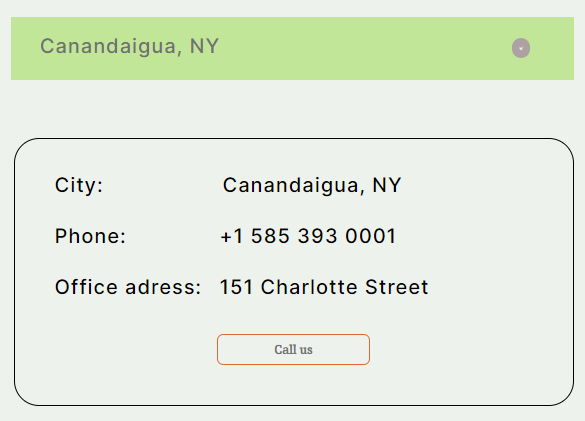 Canandaigua, NY
City: Canandaigua, NY
Phone: +1 585 393 0001
Office adress: 151 Charlotte Street
Call us